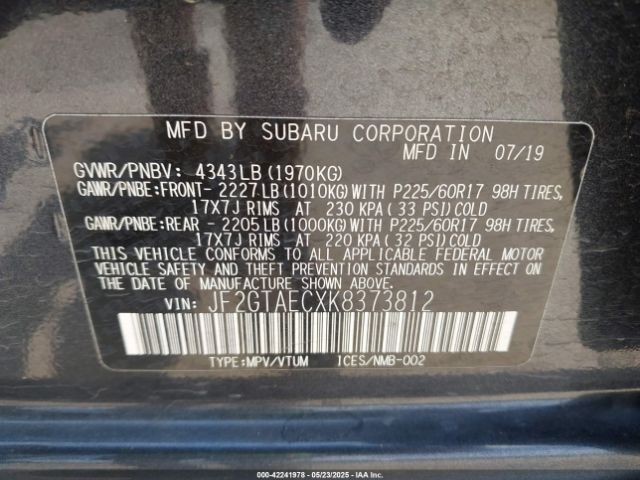 MFD BY SUBARU CORPORATION
MFD IN 07/19
GVWR/PNBV: 4343LB(1970KG)
GAWR/PNBE:FRONT- 2227LB(1010KG)WITH P225/60R17 98H TIRES,
17X7J RIMS AT 230 KPA(33 PSI)COLD
GAWR/PNBE:REAR - 2205LB(1000KG)WITH P225/60R17 98H TIRES,
17X7J RIMS AT 220 KPA(32 PSI)COLD
THIS VEHICLE CONFORMS TO ALL APPLICABLE FEDERAL MOTOR
VEHICLE SAFETY AND THEFT PREVENTION STANDARDS IN EFFECT ON
THE DATE OF MANUFACTURE SHOWN ABOVE.
VIN: JF2GTAECXK8373812
TYPE:MPV/VTUM ICES/NMB-002
000-42241978 - 05/23/2025 - IAAI.COM